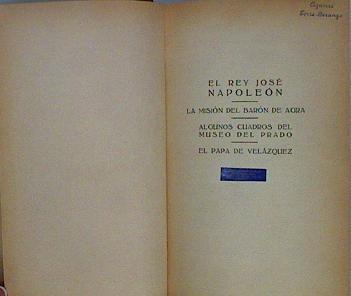 EL REY JOSÉ
NAPOLEÓN
LA MISIÓN DEL BARÓN DE AGRA
ALGUNOS CUADROS DEL
MUSEO DEL PRADO
EL PAPA DE VELÁZQUEZ